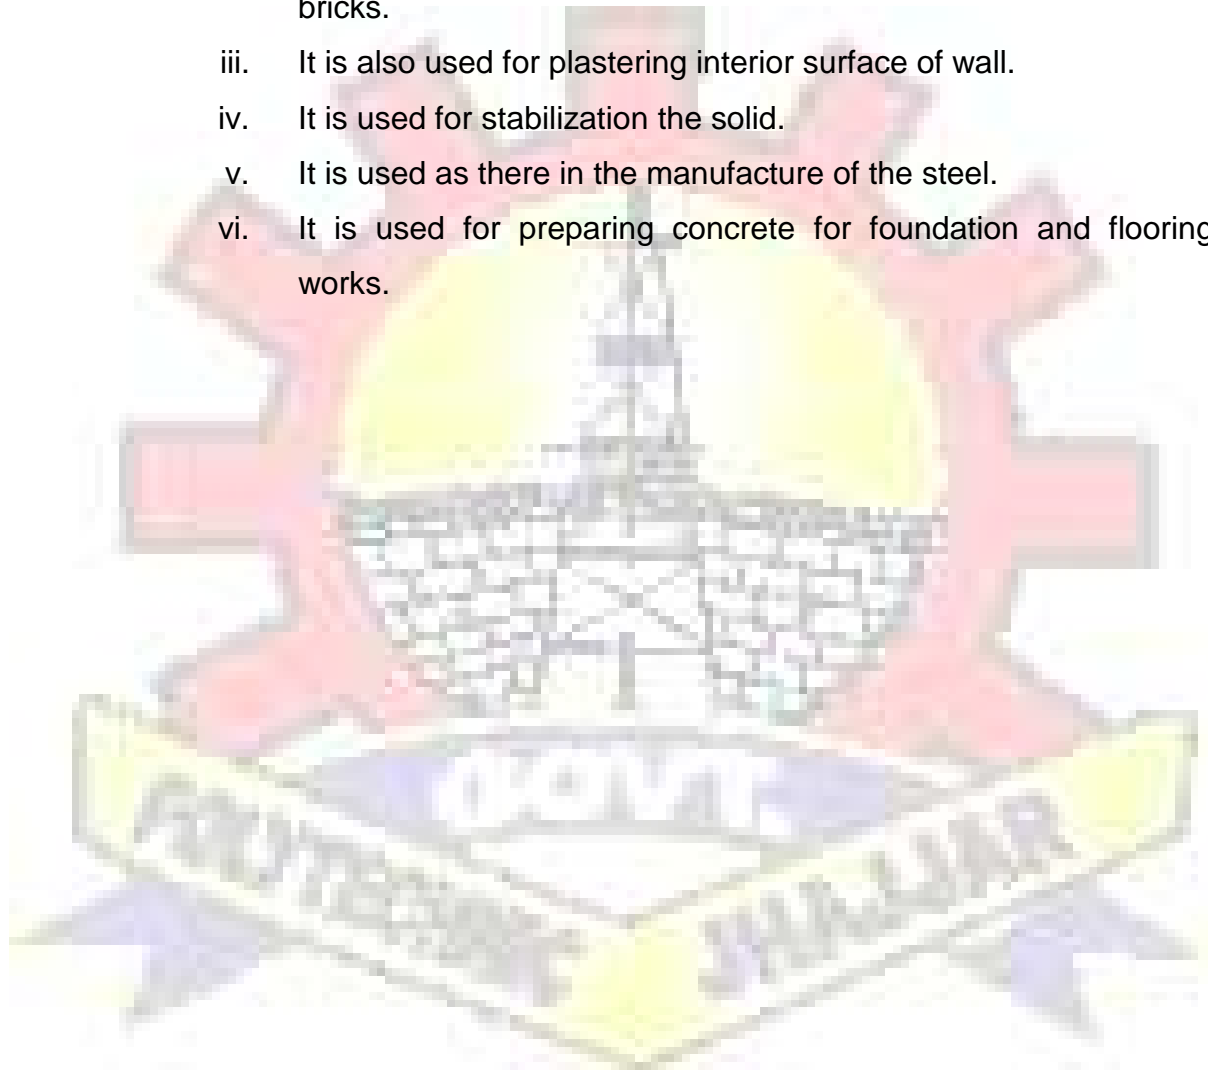 bricks.
iii. It is also used for plastering interior surface of wall.
iv. It is used for stabilization the solid.
v. It is used as there in the manufacture of the steel.
vi. It is used for preparing concrete for foundation and flooring
works.
GOVT
POLYTECHNIC JHAJJAR